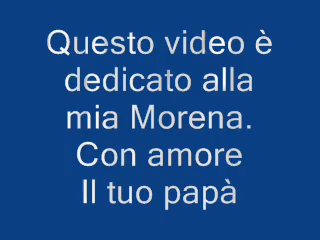 Questo video è
dedicato alla
mia Morena.
Con amore
Il tuo papà